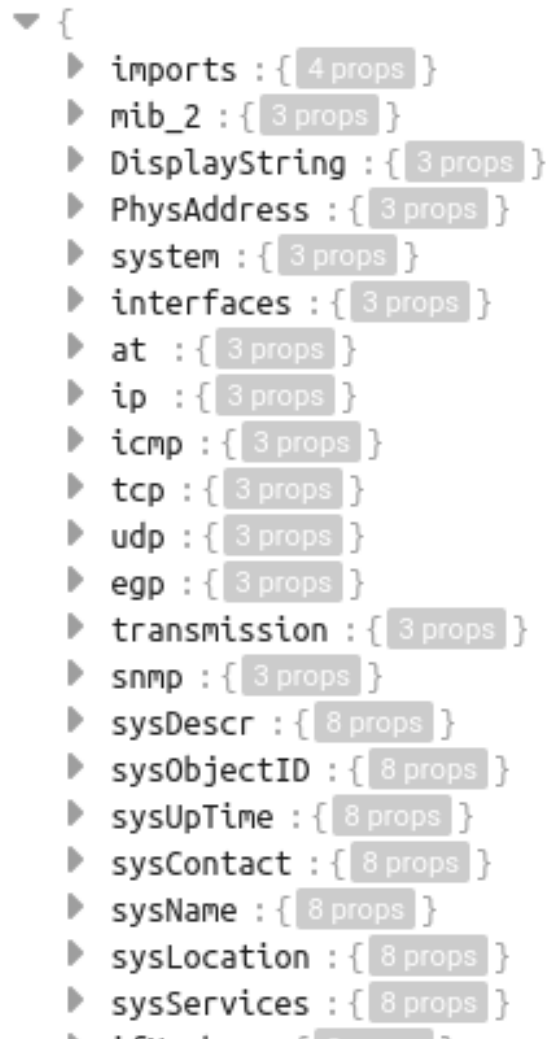 {
imports : { 4 props }
mib_2 : { 3 props }
DisplayString : { 3 props }
PhysAddress : { 3 props }
system : { 3 props }
interfaces : { 3 props }
at : { 3 props }
ip : { 3 props }
icmp : { 3 props }
tcp : { 3 props }
udp : { 3 props }
egp : { 3 props }
transmission : { 3 props }
snmp : { 3 props }
sysDescr : { 8 props }
sysObjectID : { 8 props }
sysUpTime : { 8 props }
sysContact : { 8 props }
sysName : { 8 props }
sysLocation : { 8 props }
sysServices : { 8 props }